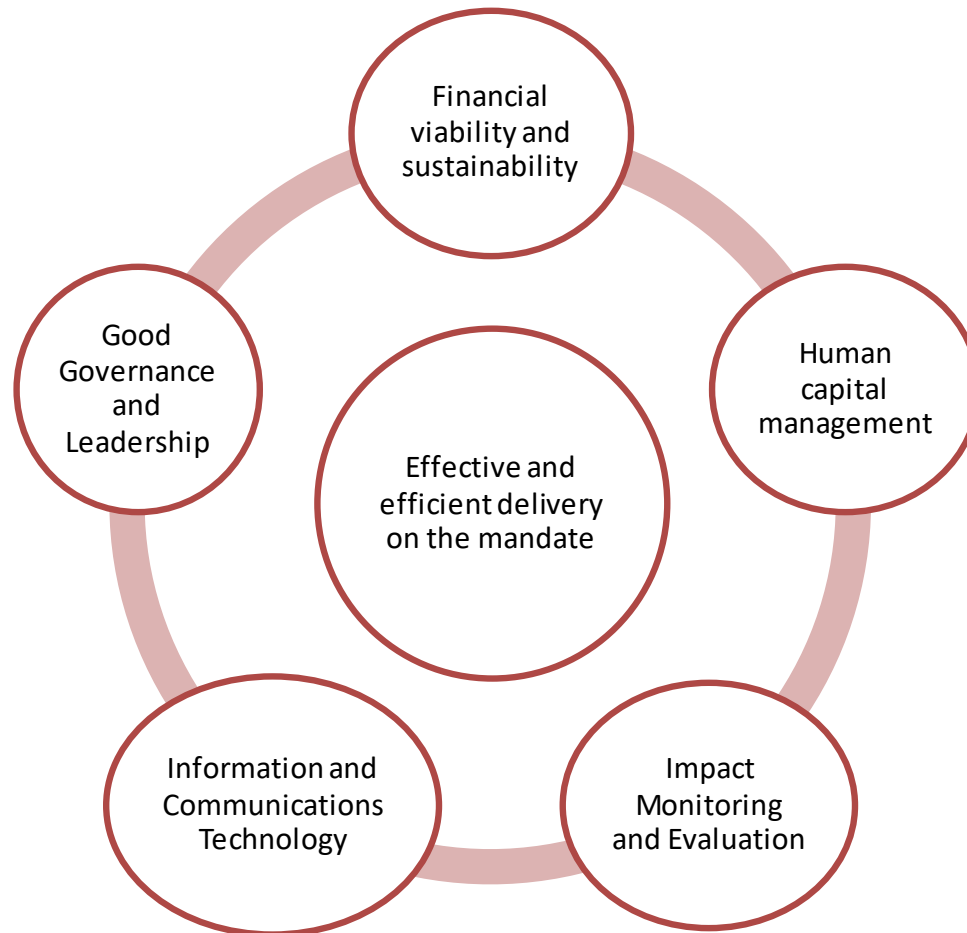 Financial
viability and
sustainability
Good
Governance
and
Leadership
Human
capital
management
Effective and
efficient delivery
on the mandate
Information and
Communications
Technology
Impact
Monitoring
and Evaluation